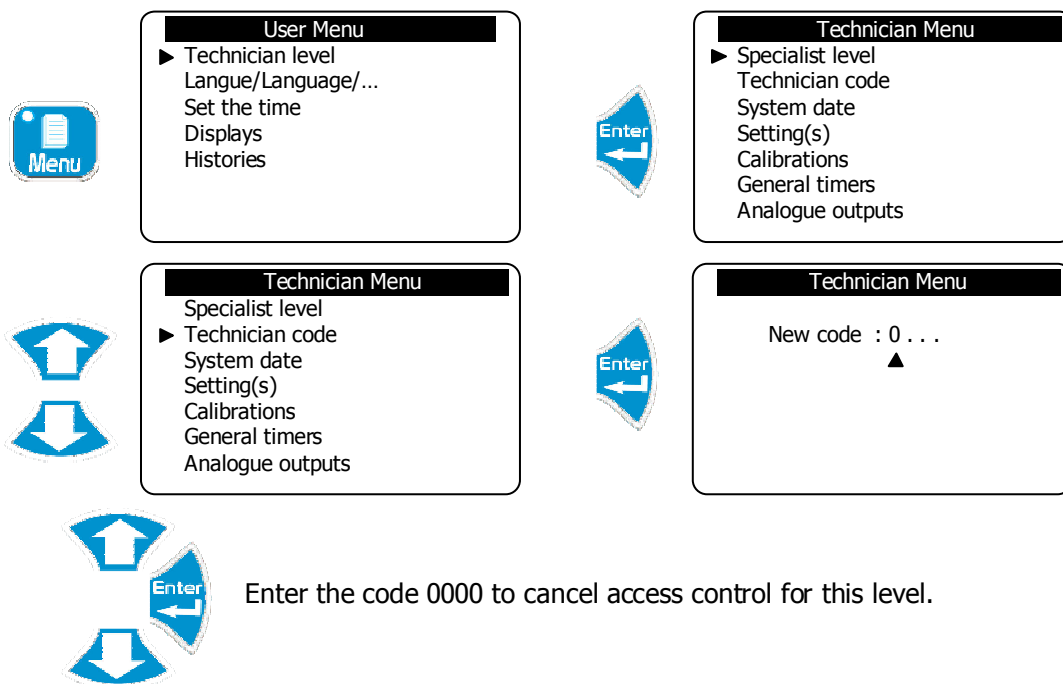 Menu
User Menu
Technician level
Langue/Language/...
Set the time
Displays
Histories
Enter
Technician Menu
Specialist level
Technician code
System date
Setting(s)
Calibrations
General timers
Analogue outputs
Technician Menu
Specialist level
Technician code
System date
Setting(s)
Calibrations
General timers
Analogue outputs
Enter
Technician Menu
New code : 0 . . .
Enter
Enter the code 0000 to cancel access control for this level.